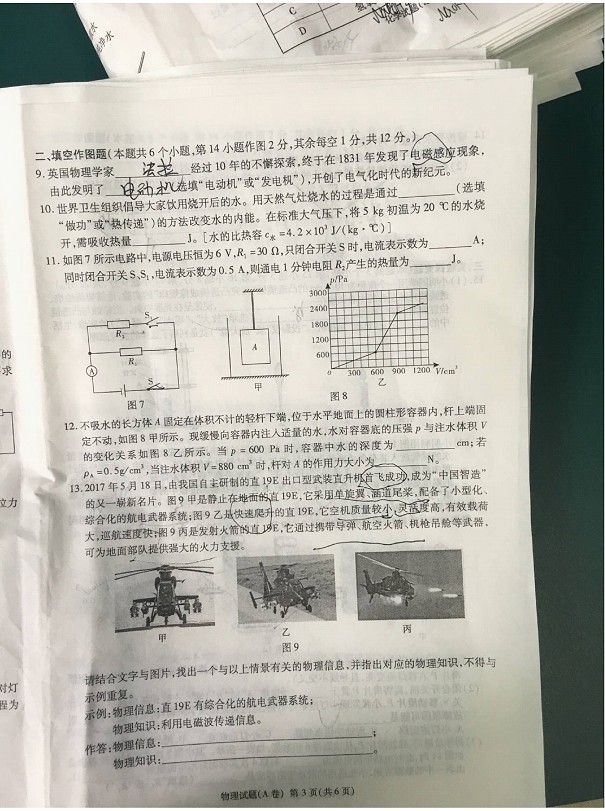 C
D
净水
二、填空作图题(本题共6个小题,第14小题作图2分,其余每空1分,共12分。)
9.英国物理学家 法拉 经过10年的不懈探索,终于在1831年发现了电磁感应现象,
由此发明了 电动机 (选填“电动机”或“发电机”),开创了电气化时代的新纪元。
10.世界卫生组织倡导大家饮用烧开后的水。用天然气灶烧水的过程是通过________(选填
“做功”或“热传递”)的方法改变水的内能。在标准大气压下,将5 kg初温为20 ℃的水烧
开,需吸收热量________J。[水的比热容c水=4.2×10³ J/(kg·℃)]
11.如图7所示电路中,电源电压恒为6 V,R₁=30 Ω,只闭合开关S时,电流表示数为________A;
同时闭合开关S、S₁,电流表示数为0.5 A,则通电1分钟电阻R₂产生的热量为________J。
R₂
S₁
R₁
A
S
图7
A
甲
p/Pa
3000
2400
1800
1200
600
0 300 600 900 1200 V/cm³
乙
图8
12.不吸水的长方体A固定在体积不计的轻杆下端,位于水平地面上的圆柱形容器内,杆上端固
定不动,如图8甲所示。现缓慢向容器内注入适量的水,水对容器底的压强p与注水体积V
的变化关系如图8乙所示。当p=600 Pa时,容器中水的深度为________cm;若
ρA=0.5g/cm³,当注水体积V=880 cm³时,杆对A的作用力大小为________N。
13.2017年5月18日,由我国自主研制的直19E出口型武装直升机首飞成功,成为“中国智造”
的又一崭新名片。图9甲是静止在地面的直19E,它采用单旋翼、涵道尾桨,配备了小型化、
综合化的航电武器系统;图9乙是快速爬升的直19E,它空机质量较小,灵活度高,有效载荷
大,巡航速度快;图9丙是发射火箭的直19E,它通过携带导弹、航空火箭、机枪吊舱等武器,
可为地面部队提供强大的火力支援。
甲
乙
丙
图9
请结合文字与图片,找出一个与以上情景有关的物理信息,并指出对应的物理知识,不得与
示例重复。
示例:物理信息:直19E有综合化的航电武器系统;
物理知识:利用电磁波传递信息。
作答:物理信息:________;
物理知识:________。
物理试题(A卷) 第3页(共6页)
的
求
拉力
对灯
程为